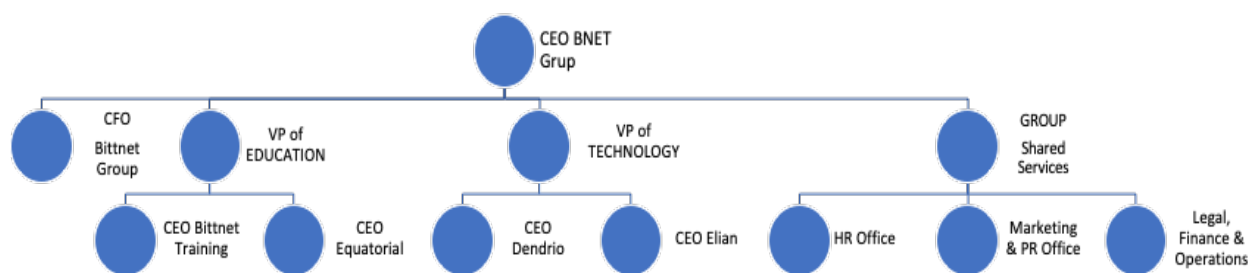 CEO BNET
Grup
CFO
Bittnet
Group
VP of
EDUCATION
VP of
TECHNOLOGY
GROUP
Shared
Services
CEO Bittnet
Training
CEO
Equatorial
CEO
Dendrio
CEO Elian
HR Office
Marketing
& PR Office
Legal,
Finance &
Operations